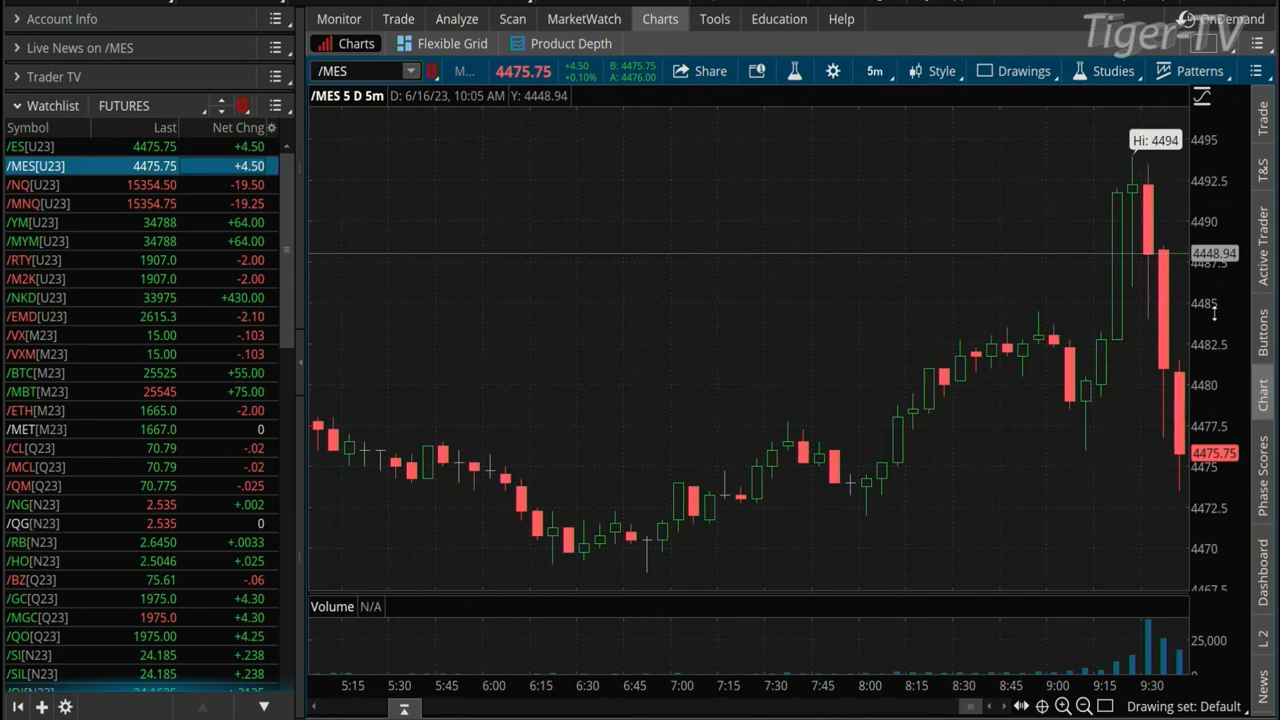 Account Info
Live News on /MES
Trader TV
Watchlist FUTURES
Symbol Last Net Chng
/ES[U23] 4475.75 +4.50
/MES[U23] 4475.75 +4.50
/NQ[U23] 15354.50 -19.50
/MNQ[U23] 15354.75 -19.25
/YM[U23] 34788 +64.00
/MYM[U23] 34788 +64.00
/RTY[U23] 1907.0 -2.00
/M2K[U23] 1907.0 -2.00
/NKD[U23] 33975 +430.00
/EMD[U23] 2615.3 -2.10
/VX[M23] 15.00 -.103
/VXM[M23] 15.00 -.103
/BTC[M23] 25525 +55.00
/MBT[M23] 25545 +75.00
/ETH[M23] 1665.0 -2.00
/MET[M23] 1667.0 0
/CL[Q23] 70.79 -.02
/MCL[Q23] 70.79 -.02
/QM[Q23] 70.775 -.025
/NG[N23] 2.535 +.002
/QG[N23] 2.535 0
/RB[N23] 2.6450 +.0033
/HO[N23] 2.5046 +.025
/BZ[Q23] 75.61 -.06
/GC[Q23] 1975.0 +4.30
/MGC[Q23] 1975.0 +4.30
/QO[Q23] 1975.00 +4.25
/SI[N23] 24.185 +.238
/SIL[N23] 24.185 +.238
Monitor Trade Analyze Scan MarketWatch Charts Tools Education Help
OnDemand
Tiger-TV
Charts Flexible Grid Product Depth
/MES M... 4475.75 +4.50 +0.10% B: 4475.75 A: 4476.00 Share 5m Style Drawings Studies Patterns
/MES 5 D 5m D: 6/16/23, 10:05 AM Y: 4448.94
Hi: 4494
4495
4492.5
4490
4448.94
4487.5
4485
4482.5
4480
4477.5
4475.75
4475
4472.5
4470
4467.5
Volume N/A
25,000
5:15 5:30 5:45 6:00 6:15 6:30 6:45 7:00 7:15 7:30 7:45 8:00 8:15 8:30 8:45 9:00 9:15 9:30
Drawing set: Default
Trade
T&S
Active Trader
Buttons
Chart
Phase Scores
Dashboard
L 2
News